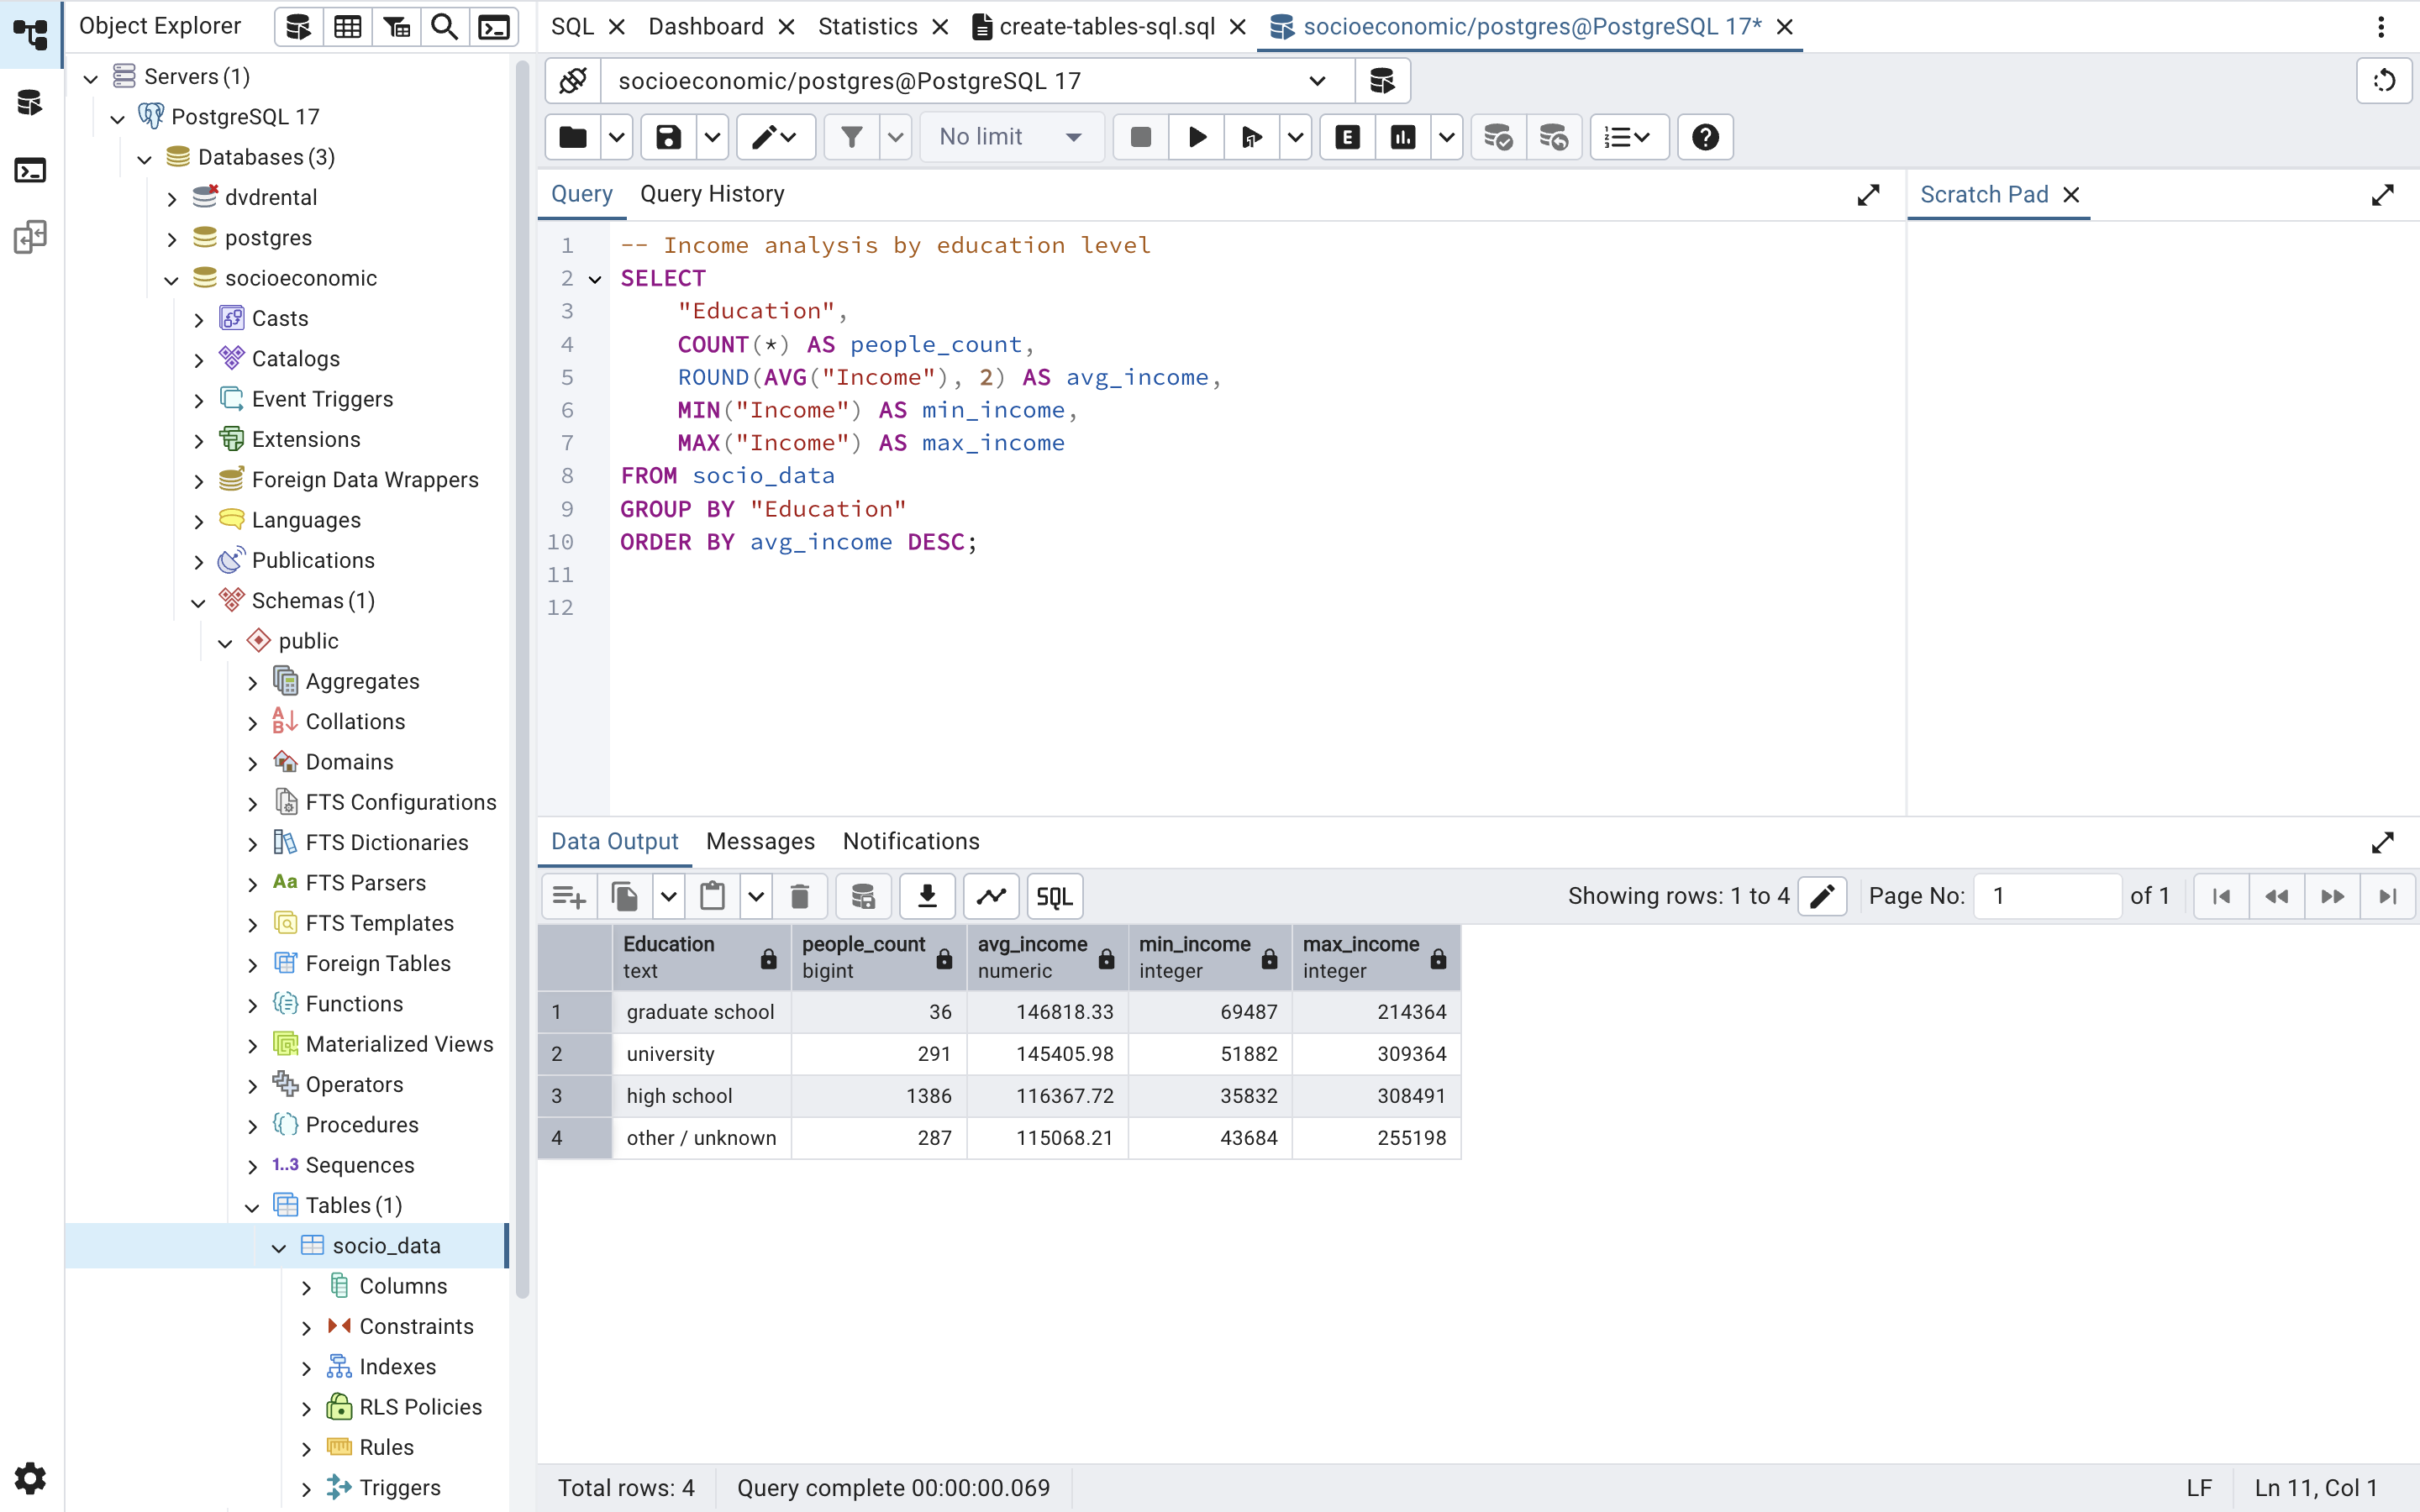 Object Explorer
Servers (1)
PostgreSQL 17
Databases (3)
dvdrental
postgres
socioeconomic
Casts
Catalogs
Event Triggers
Extensions
Foreign Data Wrappers
Languages
Publications
Schemas (1)
public
Aggregates
Collations
Domains
FTS Configurations
FTS Dictionaries
Aa FTS Parsers
FTS Templates
Foreign Tables
Functions
Materialized Views
Operators
Procedures
1..3 Sequences
Tables (1)
socio_data
Columns
Constraints
Indexes
RLS Policies
Rules
Triggers
SQL Dashboard Statistics create-tables-sql.sql socioeconomic/postgres@PostgreSQL 17*
socioeconomic/postgres@PostgreSQL 17
No limit E
Query Query History
1 -- Income analysis by education level
2 SELECT
3 "Education",
4 COUNT(*) AS people_count,
5 ROUND(AVG("Income"), 2) AS avg_income,
6 MIN("Income") AS min_income,
7 MAX("Income") AS max_income
8 FROM socio_data
9 GROUP BY "Education"
10 ORDER BY avg_income DESC;
11
12
Scratch Pad
Data Output Messages Notifications
SQL Showing rows: 1 to 4 Page No: 1 of 1
Education people_count avg_income min_income max_income
text bigint numeric integer integer
1 graduate school 36 146818.33 69487 214364
2 university 291 145405.98 51882 309364
3 high school 1386 116367.72 35832 308491
4 other / unknown 287 115068.21 43684 255198
Total rows: 4 Query complete 00:00:00.069 LF Ln 11, Col 1